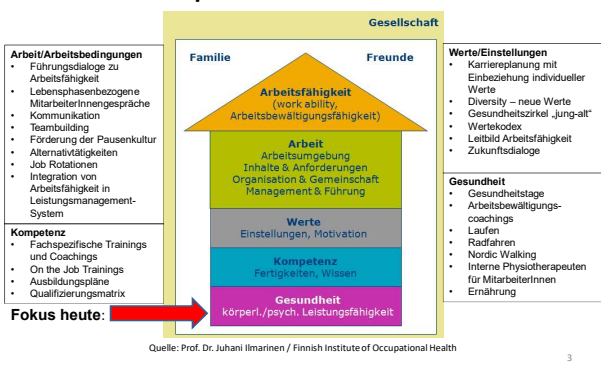 Gesellschaft
Arbeit/Arbeitsbedingungen
• Führungsdialoge zu
Arbeitsfähigkeit
• Lebensphasenbezogene
MitarbeiterInnengespräche
• Kommunikation
• Teambuilding
• Förderung der Pausenkultur
• Alternativtätigkeiten
• Job Rotationen
• Integration von
Arbeitsfähigkeit in
Leistungsmanagement-
System
Kompetenz
• Fachspezifische Trainings
und Coachings
• On the Job Trainings
• Ausbildungspläne
• Qualifizierungsmatrix
Fokus heute:
Familie
Freunde
Arbeitsfähigkeit
(work ability,
Arbeitsbewältigungsfähigkeit)
Arbeit
Arbeitsumgebung
Inhalte & Anforderungen
Organisation & Gemeinschaft
Management & Führung
Werte
Einstellungen, Motivation
Kompetenz
Fertigkeiten, Wissen
Gesundheit
körperl./psych. Leistungsfähigkeit
Werte/Einstellungen
• Karriereplanung mit
Einbeziehung individueller
Werte
• Diversity – neue Werte
• Gesundheitszirkel „jung-alt“
• Wertekodex
• Leitbild Arbeitsfähigkeit
• Zukunftsdialoge
Gesundheit
• Gesundheitstage
• Arbeitsbewältigungs-
coachings
• Laufen
• Radfahren
• Nordic Walking
• Interne Physiotherapeuten
für MitarbeiterInnen
• Ernährung
Quelle: Prof. Dr. Juhani Ilmarinen / Finnish Institute of Occupational Health
3